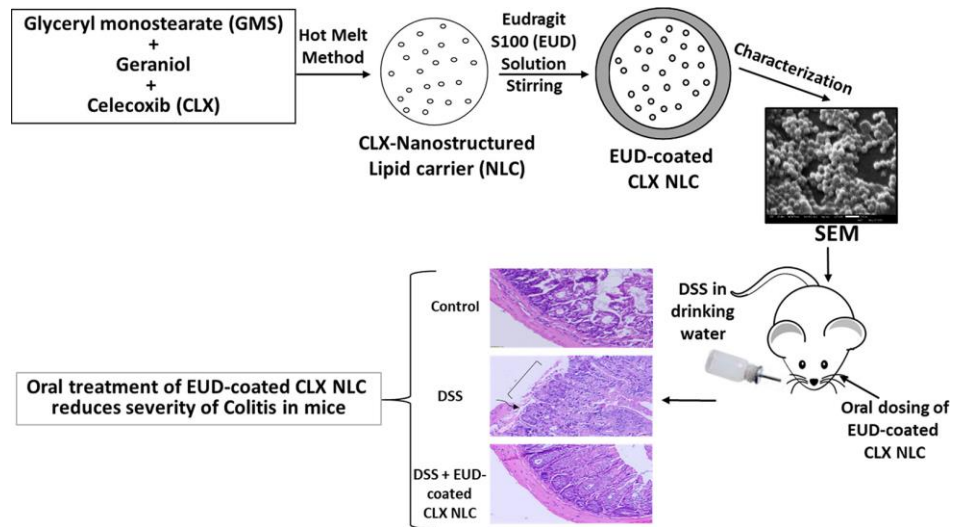 Glyceryl monostearate (GMS)
+
Geraniol
+
Celecoxib (CLX)
Hot Melt
Method
CLX-Nanostructured
Lipid carrier (NLC)
Eudragit
S100 (EUD)
Solution
Stirring
EUD-coated
CLX NLC
Characterization
SEM
DSS in
drinking
water
Oral dosing of
EUD-coated
CLX NLC
Control
DSS
DSS + EUD-
coated
CLX NLC
Oral treatment of EUD-coated CLX NLC
reduces severity of Colitis in mice